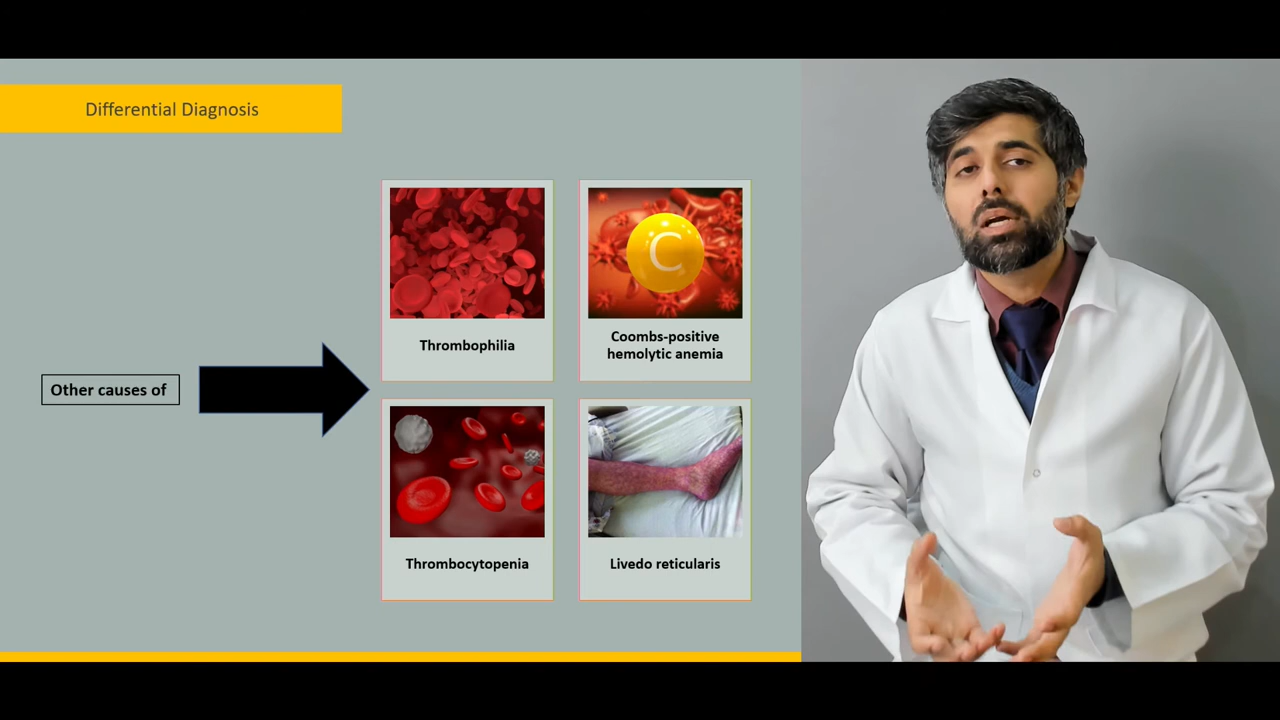 Differential Diagnosis
Other causes of
C
Thrombophilia
Coombs-positive
hemolytic anemia
Thrombocytopenia
Livedo reticularis